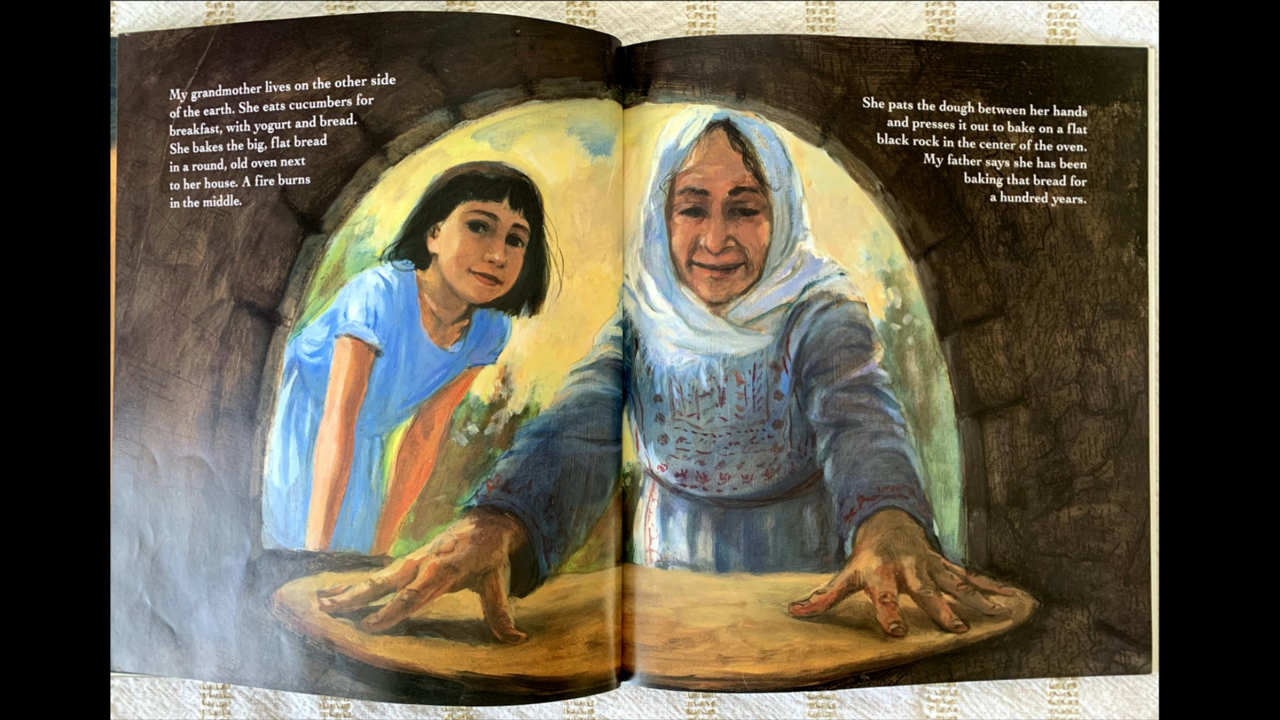 My grandmother lives on the other side
of the earth. She eats cucumbers for
breakfast, with yogurt and bread.
She bakes the big, flat bread
in a round, old oven next
to her house. A fire burns
in the middle.
She pats the dough between her hands
and presses it out to bake on a flat
black rock in the center of the oven.
My father says she has been
baking that bread for
a hundred years.